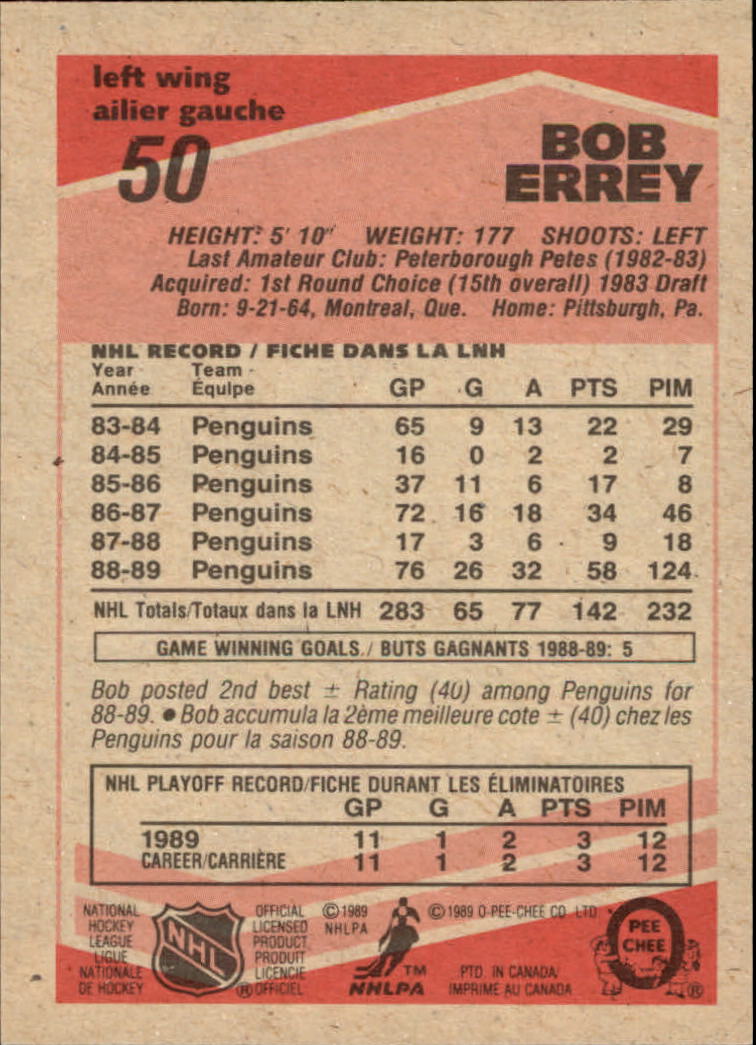 left wing
ailier gauche
50
BOB
ERREY
HEIGHT: 5' 10" WEIGHT: 177 SHOOTS: LEFT
Last Amateur Club: Peterborough Petes (1982-83)
Acquired: 1st Round Choice (15th overall) 1983 Draft
Born: 9-21-64, Montreal, Que. Home: Pittsburgh, Pa.
NHL RECORD / FICHE DANS LA LNH
Year Team
Année Équipe GP G A PTS PIM
83-84 Penguins 65 9 13 22 29
84-85 Penguins 16 0 2 2 7
85-86 Penguins 37 11 6 17 8
86-87 Penguins 72 16 18 34 46
87-88 Penguins 17 3 6 9 18
88-89 Penguins 76 26 32 58 124
NHL Totals/Totaux dans la LNH 283 65 77 142 232
GAME WINNING GOALS / BUTS GAGNANTS 1988-89: 5
Bob posted 2nd best ± Rating (40) among Penguins for
88-89. ● Bob accumula la 2ème meilleure cote ± (40) chez les
Penguins pour la saison 88-89.
NHL PLAYOFF RECORD/FICHE DURANT LES ÉLIMINATOIRES
GP G A PTS PIM
1989 11 1 2 3 12
CAREER/CARRIÈRE 11 1 2 3 12
NATIONAL
HOCKEY
LEAGUE
LIGUE
NATIONALE
DE HOCKEY
NHL
OFFICIAL
LICENSED
PRODUCT
PRODUIT
LICENCIE
® OFFICIEL
© 1989
NHLPA
TM
NHLPA
© 1989 O-PEE-CHEE CO. LTD.
PTD. IN CANADA/
IMPRIMÉ AU CANADA
PEE
CHEE
®